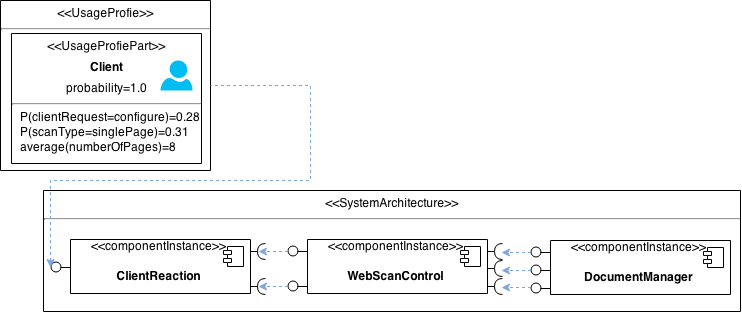 <<UsageProfie>>
<<UsageProfiePart>>
Client
probability=1.0
P(clientRequest=configure)=0.28
P(scanType=singlePage)=0.31
average(numberOfPages)=8
<<SystemArchitecture>>
<<componentInstance>>
ClientReaction
<<componentInstance>>
WebScanControl
<<componentInstance>>
DocumentManager